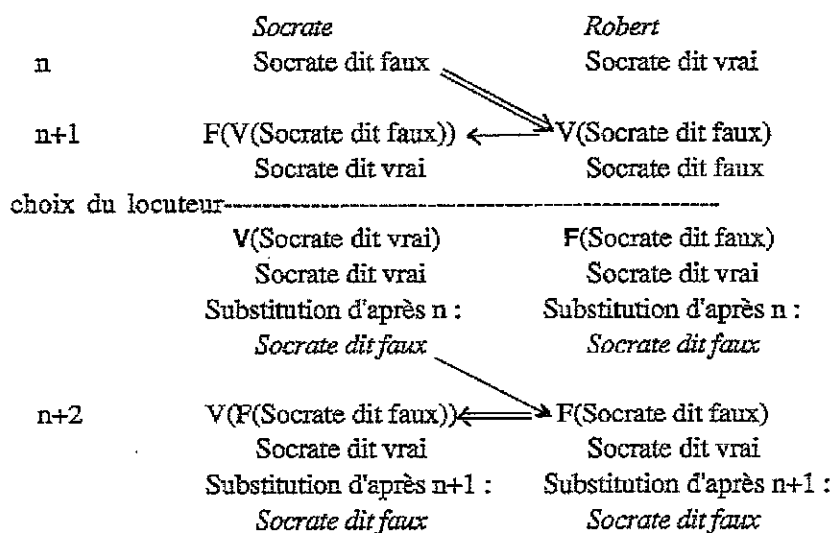 Socrate Robert
n Socrate dit faux Socrate dit vrai
n+1 F(V(Socrate dit faux)) V(Socrate dit faux)
Socrate dit vrai Socrate dit faux
choix du locuteur
V(Socrate dit vrai) F(Socrate dit faux)
Socrate dit vrai Socrate dit vrai
Substitution d'après n : Substitution d'après n :
Socrate dit faux Socrate dit faux
n+2 V(F(Socrate dit faux)) F(Socrate dit faux)
Socrate dit vrai Socrate dit vrai
Substitution d'après n+1 : Substitution d'après n+1 :
Socrate dit faux Socrate dit faux